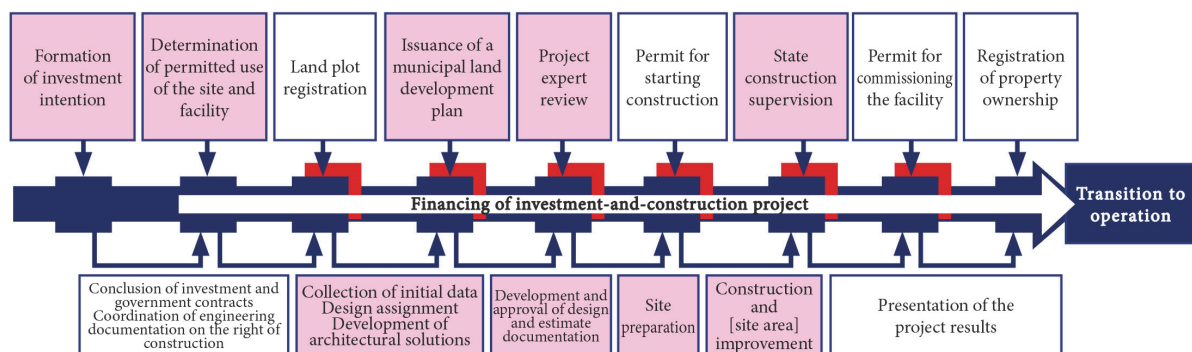 Formation
of investment
intention
Determination
of permitted use
of the site and
facility
Land plot
registration
Issuance of a
municipal land
development
plan
Project
expert
review
Permit for
starting
construction
State
construction
supervision
Permit for
commissioning
the facility
Registration
of property
ownership
Financing of investment-and-construction project
Transition to
operation
Conclusion of investment and
government contracts
Coordination of engineering
documentation on the right of
construction
Collection of initial data
Design assignment
Development of
architectural solutions
Development and
approval of design
and estimate
documentation
Site
preparation
Construction
and
[site area]
improvement
Presentation of the
project results